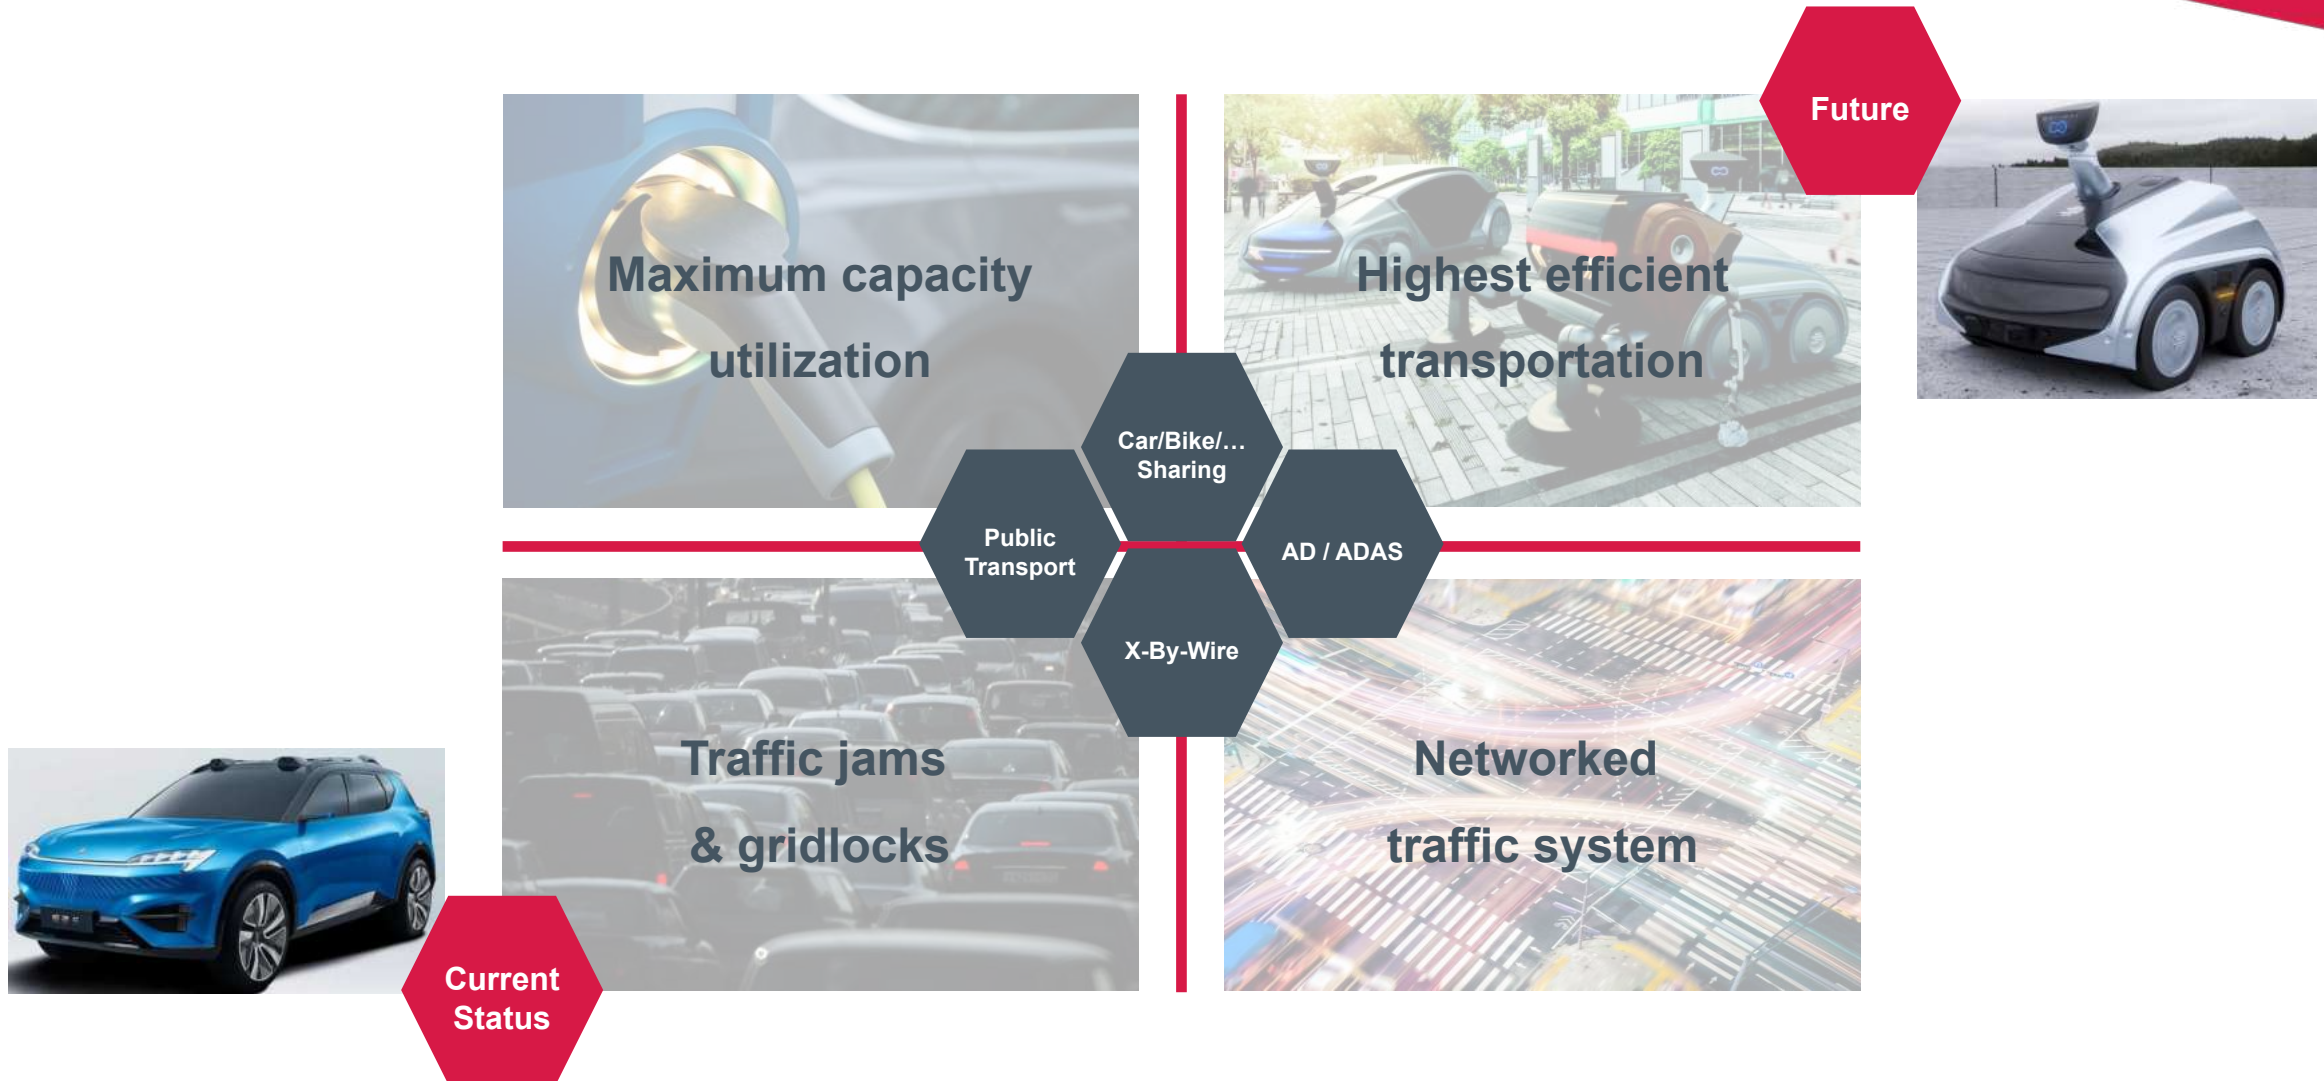 Future
Maximum capacity
utilization
Highest efficient
transportation
Car/Bike/…
Sharing
Public
Transport
AD / ADAS
X-By-Wire
Traffic jams
& gridlocks
Networked
traffic system
Current
Status